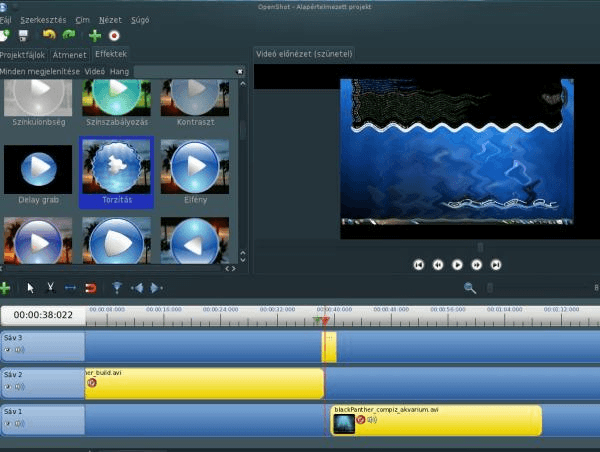 OpenShot - Alapértelmezett projekt
Fájl Szerkesztés Cím Nézet Súgó
Projektfájlok Átmenet Effektek
Minden megjelenítése Videó Hang
Videó előnézet (szünetel)
Színkülönbség Színszabályozás Kontraszt
Delay grab Torzítás Élfény
00:00:38:022
00:00:08:000 00:00:16:000 00:00:24:000 00:00:32:000 00:00:40:000 00:00:48:000 00:00:56:000 00:01:04:000 00:01:12:000
8
Sáv 3
Sáv 2
her_build.avi
Sáv 1
blackPanther_compiz_akvarium.avi